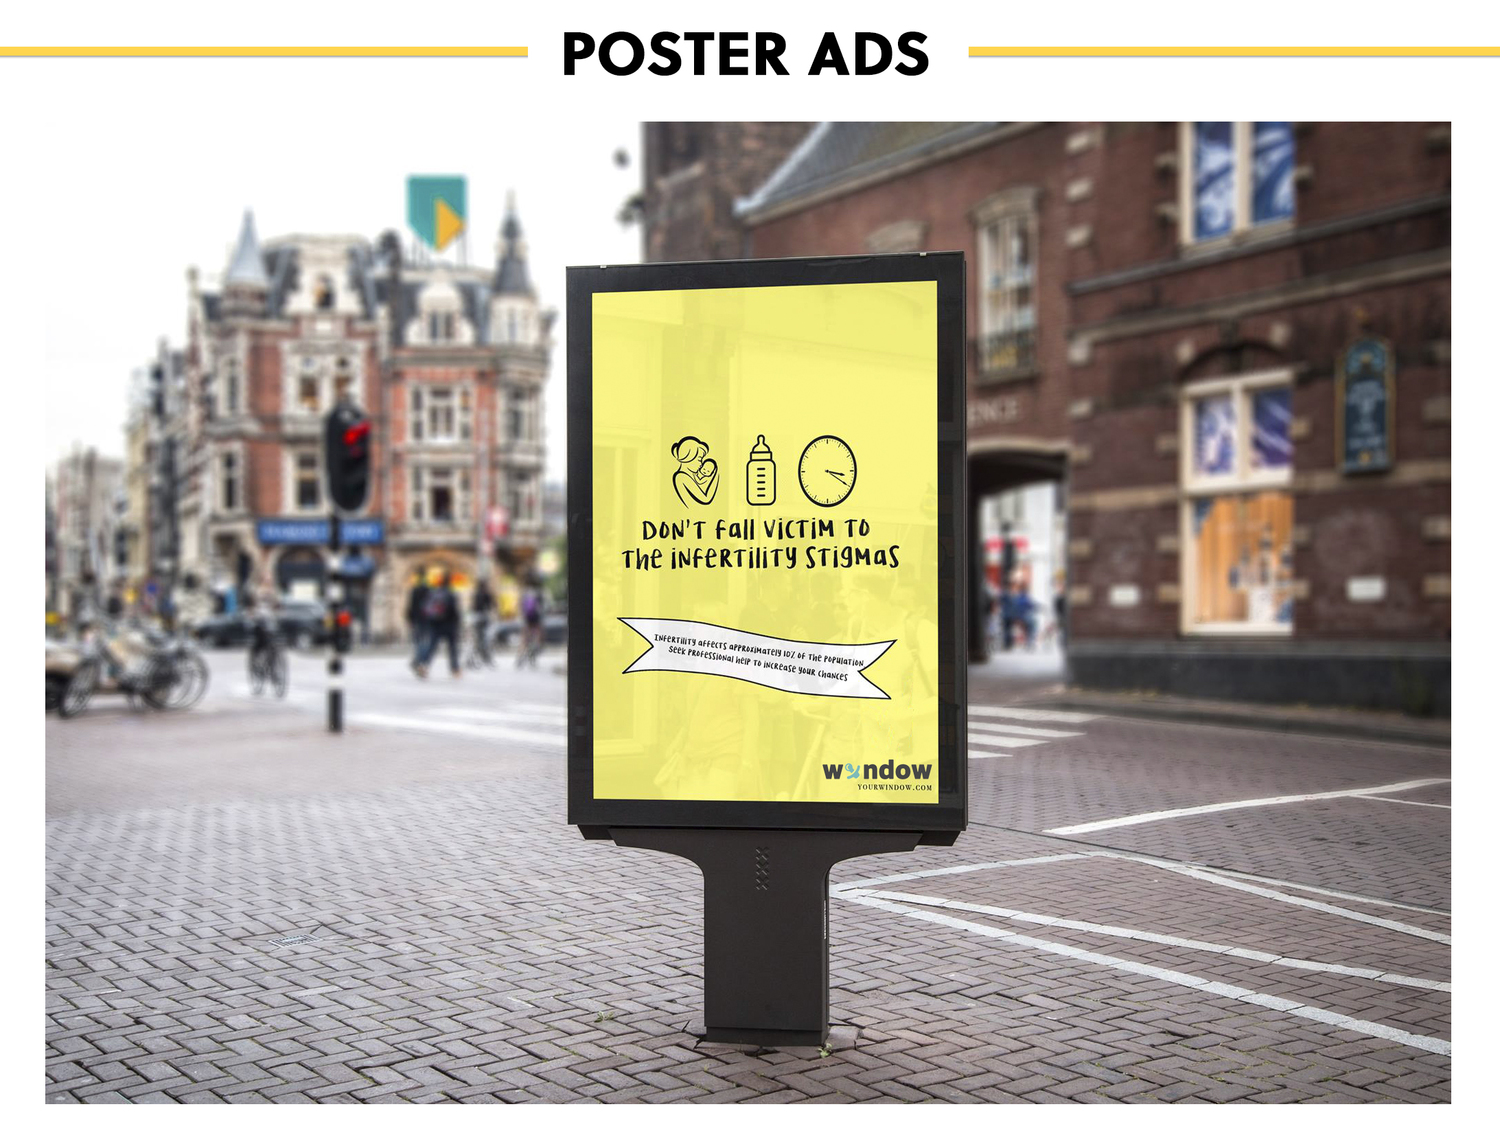 POSTER ADS
DON'T fall VICTIM TO
The INFERTILITY STIGMAS
INFERTILITY AFFECTS APPROXIMATELY 10% OF THE POPULATION
SEEK PROFESSIONAL HELP TO INCREASE YOUR CHANCES
window
YOURWINDOW.COM